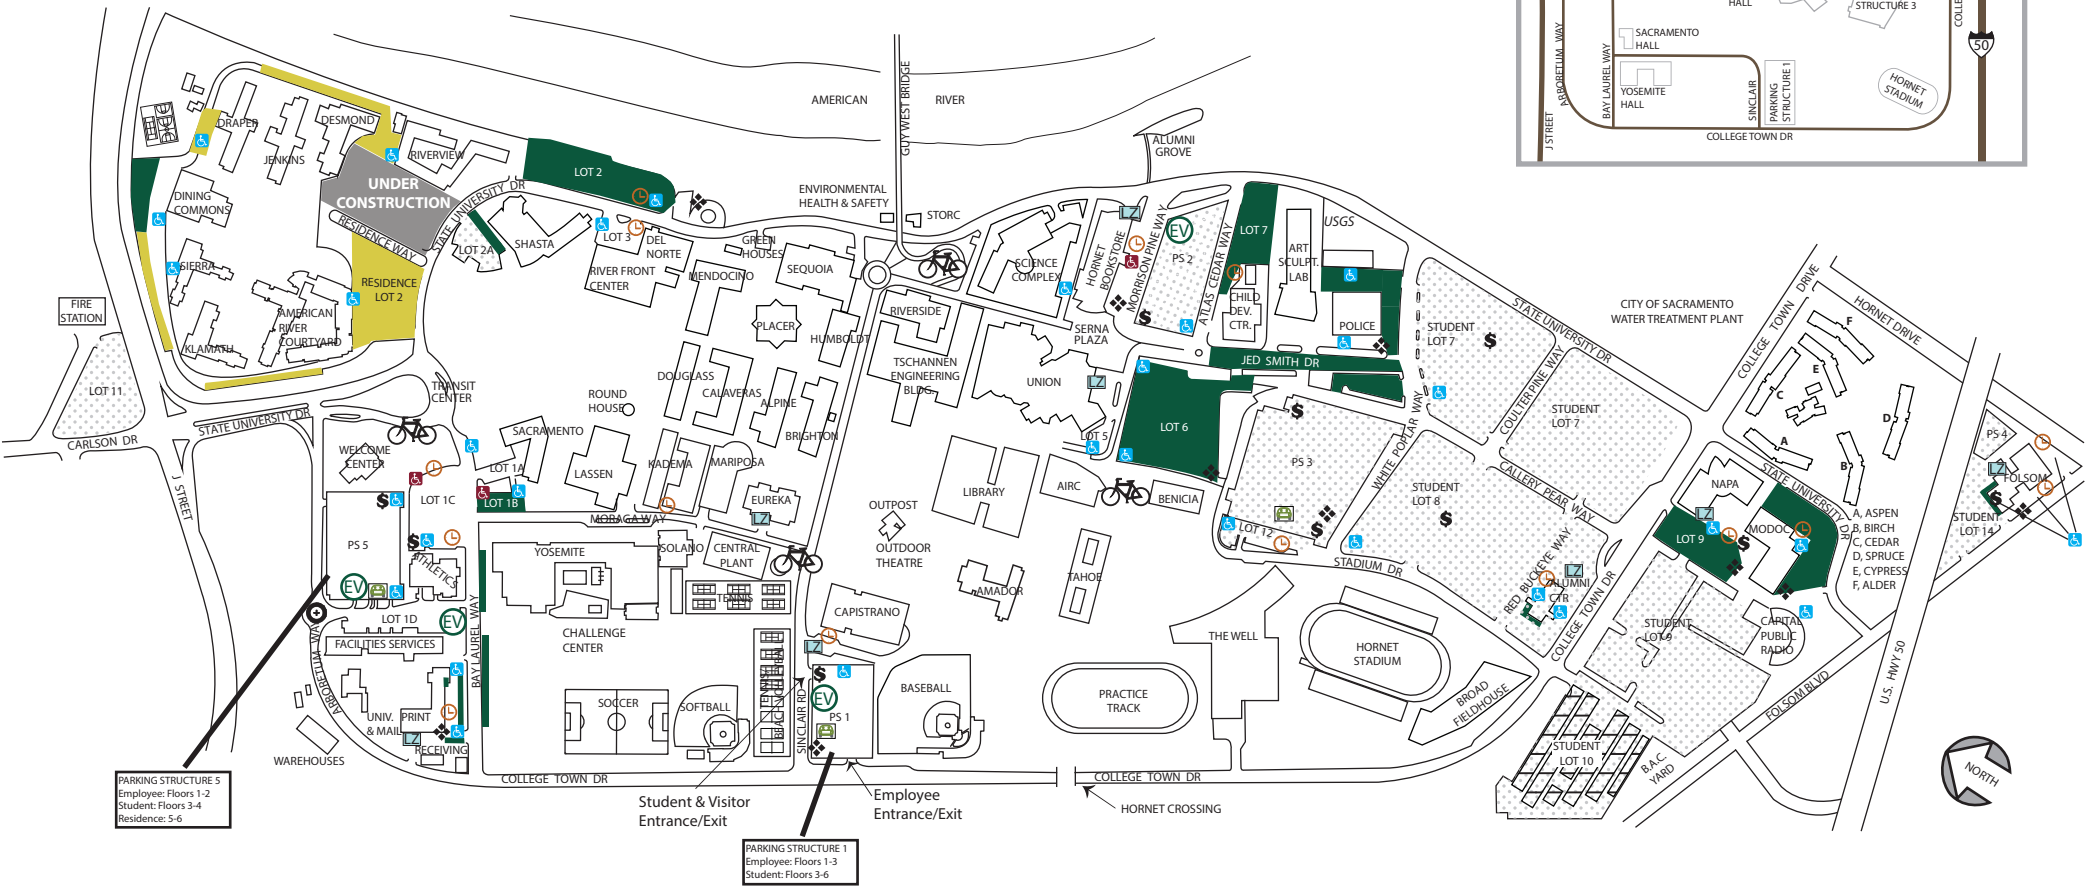 HALL
STRUCTURE 3
COLLE
50
SACRAMENTO
HALL
ARBORETUM WAY
BAY LAUREL WAY
YOSEMITE
HALL
SINCLAIR
PARKING
STRUCTURE 1
HORNET
STADIUM
J STREET
COLLEGE TOWN DR
AMERICAN
RIVER
GUY WEST BRIDGE
ALUMNI
GROVE
DRAPER
DESMOND
JENKINS
RIVERVIEW
UNDER
CONSTRUCTION
DINING
COMMONS
LOT 2
STATE UNIVERSITY DR
RESIDENCE WAY
LOT 2A
SHASTA
LOT 3
DEL
NORTE
RIVER FRONT
CENTER
GREEN
HOUSES
ENVIRONMENTAL
HEALTH & SAFETY
STORC
MENDOCINO
SEQUOIA
SIERRA
RESIDENCE
LOT 2
AMERICAN
RIVER
COURTYARD
KLAMATH
FIRE
STATION
LOT 11
CARLSON DR
J STREET
STATE UNIVERSITY DR
TRANSIT
CENTER
PLACER
HUMBOLDT
RIVERSIDE
TSCHANNEN
ENGINEERING
BLDG.
SCIENCE
COMPLEX
HORNET
BOOKSTORE
LZ
MORRISON PINE WAY
EV
PS 2
ATLAS CEDAR WAY
LOT 7
ART
SCULPT.
LAB
USGS
CHILD
DEV.
CTR.
POLICE
SERNA
PLAZA
JED SMITH DR
UNION
LZ
LOT 5
LOT 6
DOUGLASS
CALAVERAS
ALPINE
BRIGHTON
ROUND
HOUSE
SACRAMENTO
LASSEN
KADEMA
MARIPOSA
EUREKA
LZ
WELCOME
CENTER
LOT 1A
LOT 1B
LOT 1C
MORAGA WAY
LIBRARY
AIRC
BENICIA
OUTPOST
OUTDOOR
THEATRE
PS 3
LOT 12
WHITE POPLAR WAY
STUDENT
LOT 7
STATE UNIVERSITY DR
COULTER PINE WAY
STUDENT
LOT 7
CITY OF SACRAMENTO
WATER TREATMENT PLANT
COLLEGE TOWN DRIVE
HORNET DRIVE
F
E
C
D
A
B
STUDENT
LOT 8
CALLERY PEAR WAY
STADIUM DR
RED BUCKEYE WAY
LZ
ALUMNI
CTR
COLLEGE TOWN DR
NAPA
LZ
LOT 9
MODOC
STATE UNIVERSITY DR
A, ASPEN
B, BIRCH
C, CEDAR
D, SPRUCE
E, CYPRESS
F, ALDER
PS 4
LZ
FOLSOM
STUDENT
LOT 14
STUDENT
LOT 9
CAPITAL
PUBLIC
RADIO
FOLSOM BLVD
U.S. HWY 50
PS 5
EV
ATHLETICS
YOSEMITE
SOLANO
CENTRAL
PLANT
TENNIS
LOT 1D
EV
FACILITIES SERVICES
ARBORETUM WAY
BAY LAUREL WAY
CHALLENGE
CENTER
CAPISTRANO
LZ
AMADOR
TAHOE
THE WELL
HORNET
STADIUM
UNIV.
& MAIL
PRINT
LZ
RECEIVING
WAREHOUSES
SOCCER
SOFTBALL
TENNIS
BEACH VOLLEYBALL
SINCLAIR RD
EV
PS 1
BASEBALL
PRACTICE
TRACK
BROAD
FIELDHOUSE
STUDENT
LOT 10
B.A.C.
YARD
NORTH
COLLEGE TOWN DR
COLLEGE TOWN DR
HORNET CROSSING
PARKING STRUCTURE 5
Employee: Floors 1-2
Student: Floors 3-4
Residence: 5-6
Student & Visitor
Entrance/Exit
Employee
Entrance/Exit
PARKING STRUCTURE 1
Employee: Floors 1-3
Student: Floors 3-6